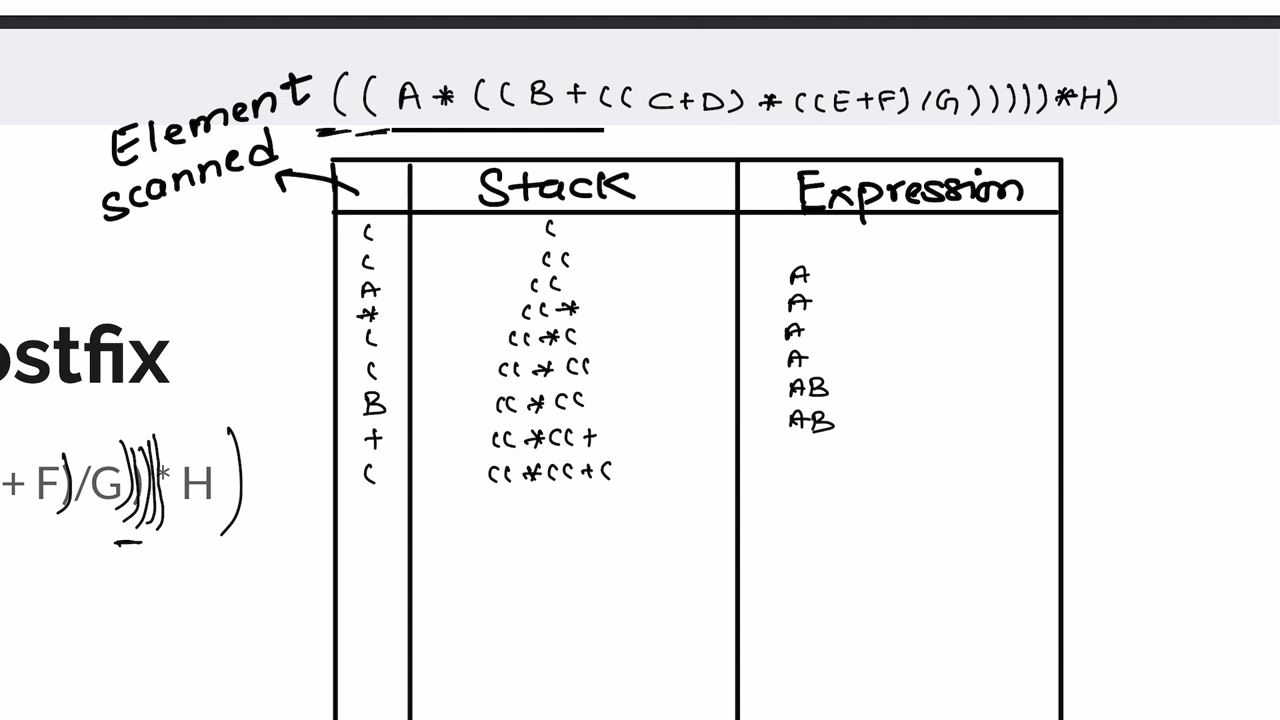 Element scanned
( ( A * ( ( B + ( ( C + D ) * ( ( E + F ) / G ) ) ) ) ) * H )
Stack Expression
( (
( ( (
A ( ( A
* ( ( * A
( ( ( * ( A
( ( ( * ( ( A
B ( ( * ( ( AB
+ ( ( * ( ( + AB
( ( ( * ( ( + (
ostfix
+ F ) / G ) ) ) ) ) * H )